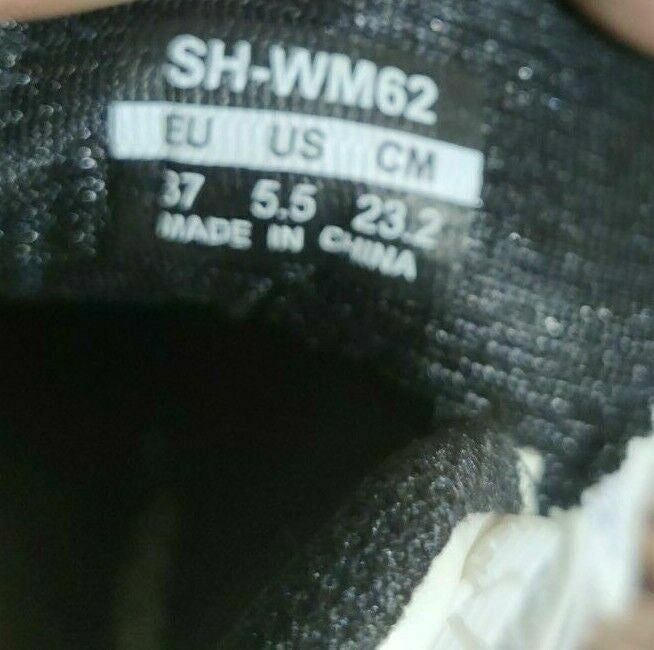 SH-WM62
EU US CM
37 5.5 23.2
MADE IN CHINA